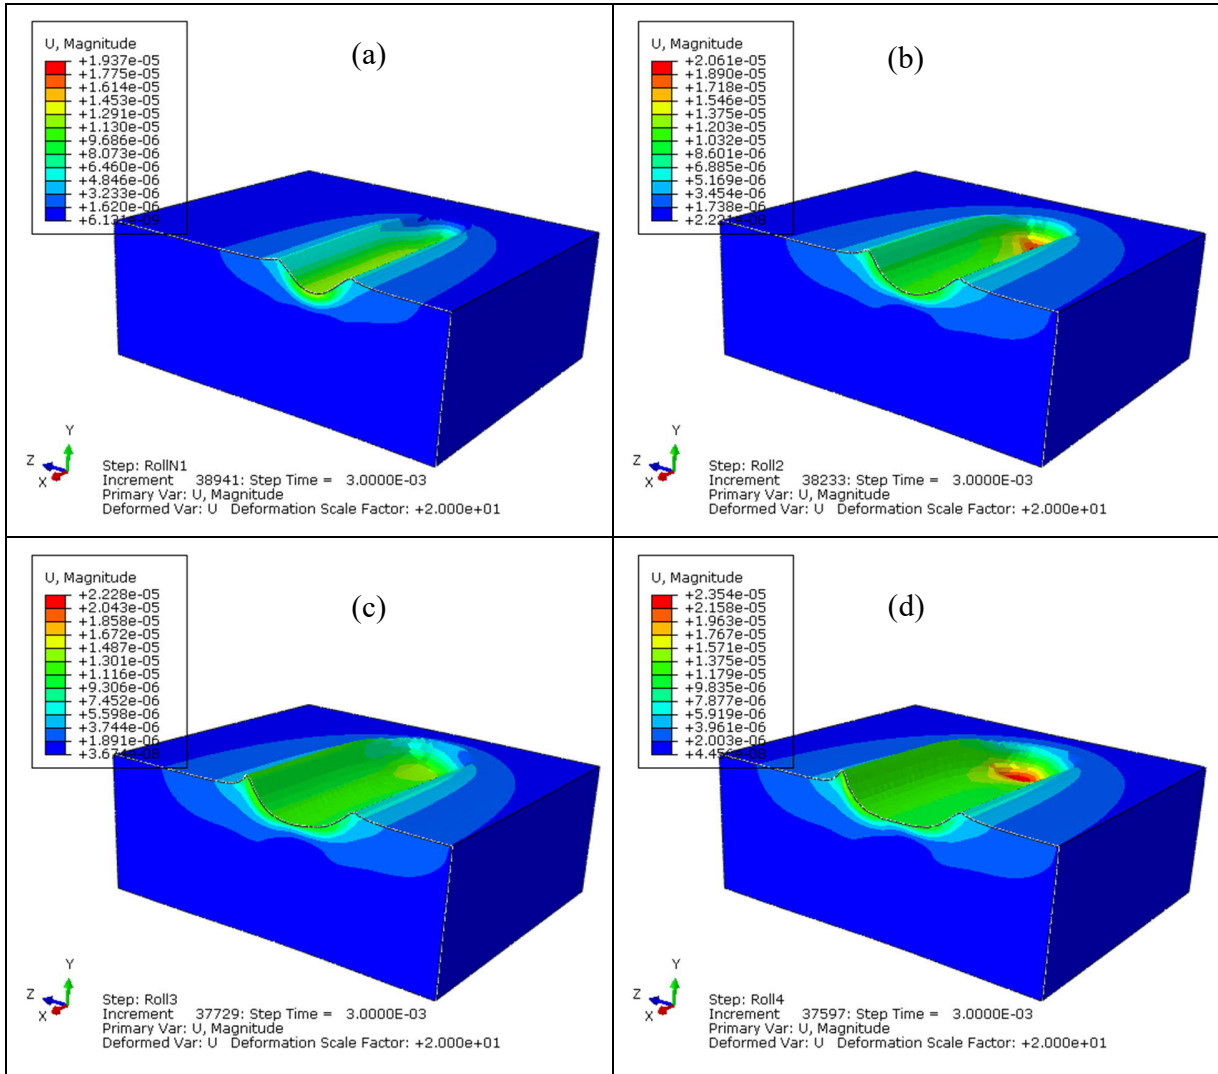 (a)
U, Magnitude
+1.937e-05
+1.775e-05
+1.614e-05
+1.453e-05
+1.291e-05
+1.130e-05
+9.686e-06
+8.073e-06
+6.460e-06
+4.846e-06
+3.233e-06
+1.620e-06
Y
Z
X
Step: RollN1
Increment 38941: Step Time = 3.0000E-03
Primary Var: U, Magnitude
Deformed Var: U Deformation Scale Factor: +2.000e+01
(b)
U, Magnitude
+2.061e-05
+1.890e-05
+1.718e-05
+1.546e-05
+1.375e-05
+1.203e-05
+1.032e-05
+8.601e-06
+6.885e-06
+5.169e-06
+3.454e-06
+1.738e-06
Y
Z
X
Step: Roll2
Increment 38233: Step Time = 3.0000E-03
Primary Var: U, Magnitude
Deformed Var: U Deformation Scale Factor: +2.000e+01
(c)
U, Magnitude
+2.228e-05
+2.043e-05
+1.858e-05
+1.672e-05
+1.487e-05
+1.301e-05
+1.116e-05
+9.306e-06
+7.452e-06
+5.598e-06
+3.744e-06
+1.891e-06
Y
Z
X
Step: Roll3
Increment 37729: Step Time = 3.0000E-03
Primary Var: U, Magnitude
Deformed Var: U Deformation Scale Factor: +2.000e+01
(d)
U, Magnitude
+2.354e-05
+2.158e-05
+1.963e-05
+1.767e-05
+1.571e-05
+1.375e-05
+1.179e-05
+9.835e-06
+7.877e-06
+5.919e-06
+3.961e-06
+2.003e-06
Y
Z
X
Step: Roll4
Increment 37597: Step Time = 3.0000E-03
Primary Var: U, Magnitude
Deformed Var: U Deformation Scale Factor: +2.000e+01